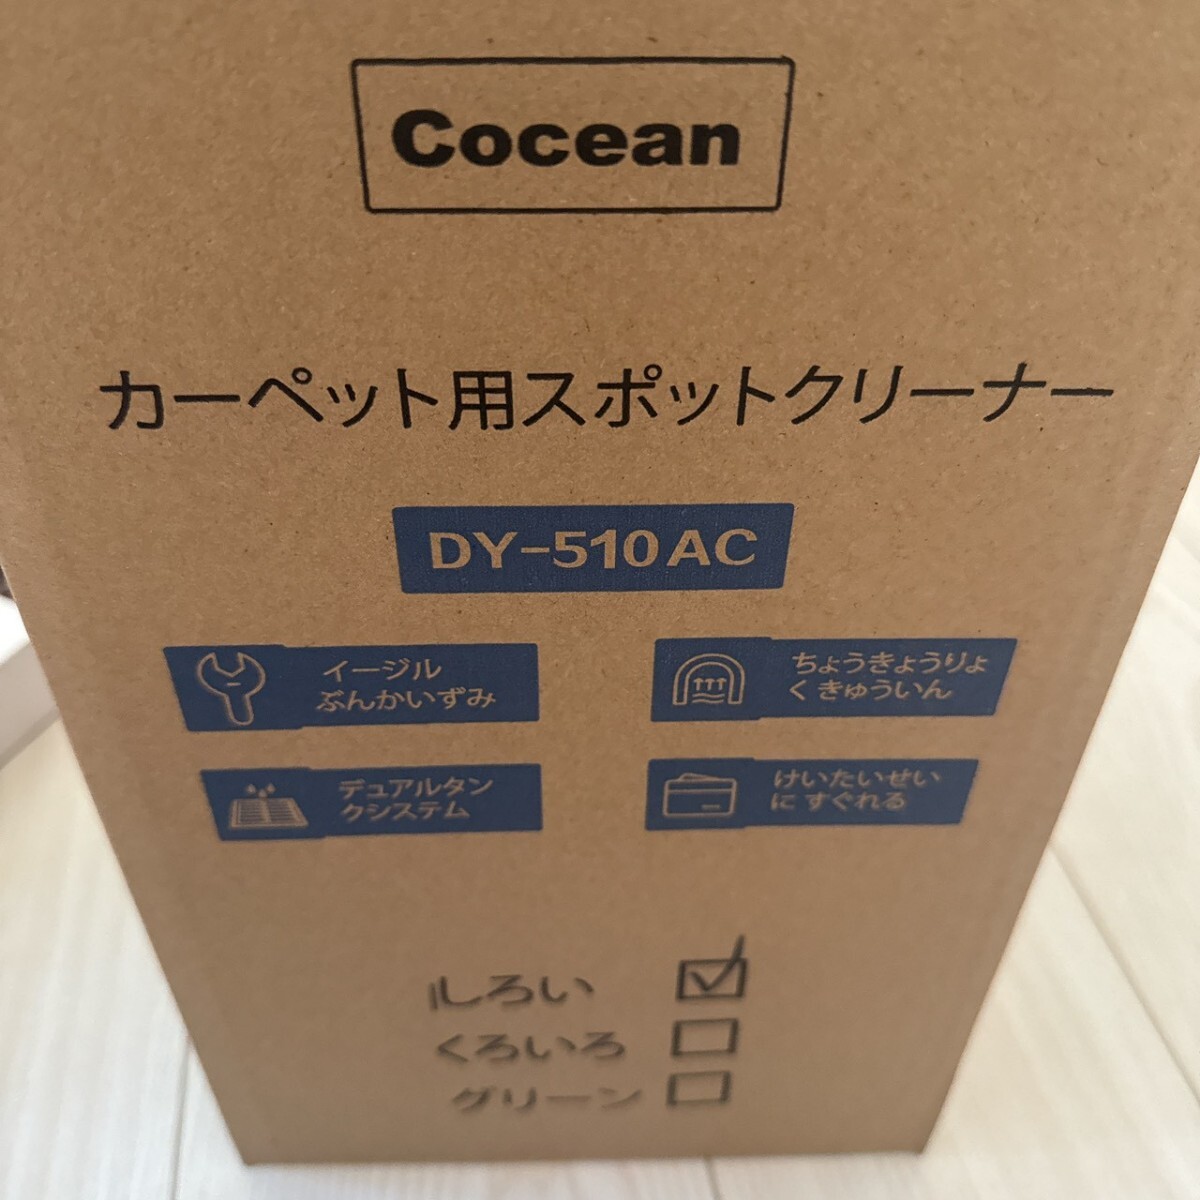 Cocean
カーペット用スポットクリーナー
DY-510AC
イージル
ぶんかいずみ
ちょうきょうりょ
く きゅういん
デュアルタン
クシステム
けいたいせい
に すぐれる
しろい
くろいろ
グリーン